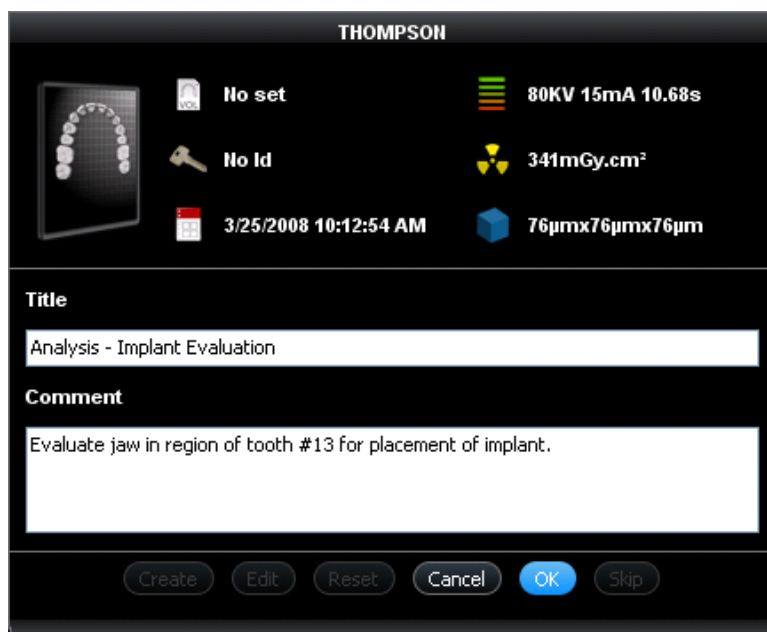 THOMPSON
VOL
No set
80KV 15mA 10.68s
No Id
341mGy.cm²
3/25/2008 10:12:54 AM
76µmx76µmx76µm
Title
Analysis - Implant Evaluation
Comment
Evaluate jaw in region of tooth #13 for placement of implant.
Create Edit Reset Cancel OK Skip